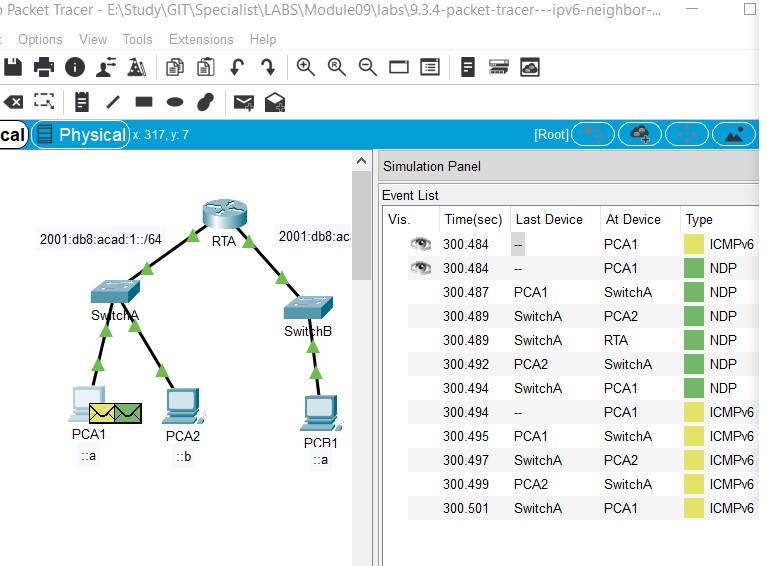 Packet Tracer - E:\Study\GIT\Specialist\LABS\Module09\labs\9.3.4-packet-tracer---ipv6-neighbor-...
Options View Tools Extensions Help
cal Physical x: 317, y: 7 [Root]
Simulation Panel
Event List
Vis. Time(sec) Last Device At Device Type
300.484 -- PCA1 ICMPv6
300.484 -- PCA1 NDP
300.487 PCA1 SwitchA NDP
300.489 SwitchA PCA2 NDP
300.489 SwitchA RTA NDP
300.492 PCA2 SwitchA NDP
300.494 SwitchA PCA1 NDP
300.494 -- PCA1 ICMPv6
300.495 PCA1 SwitchA ICMPv6
300.497 SwitchA PCA2 ICMPv6
300.499 PCA2 SwitchA ICMPv6
300.501 SwitchA PCA1 ICMPv6
2001:db8:acad:1::/64
RTA
2001:db8:ac
SwitchA
SwitchB
PCA1
::a
PCA2
::b
PCB1
::a